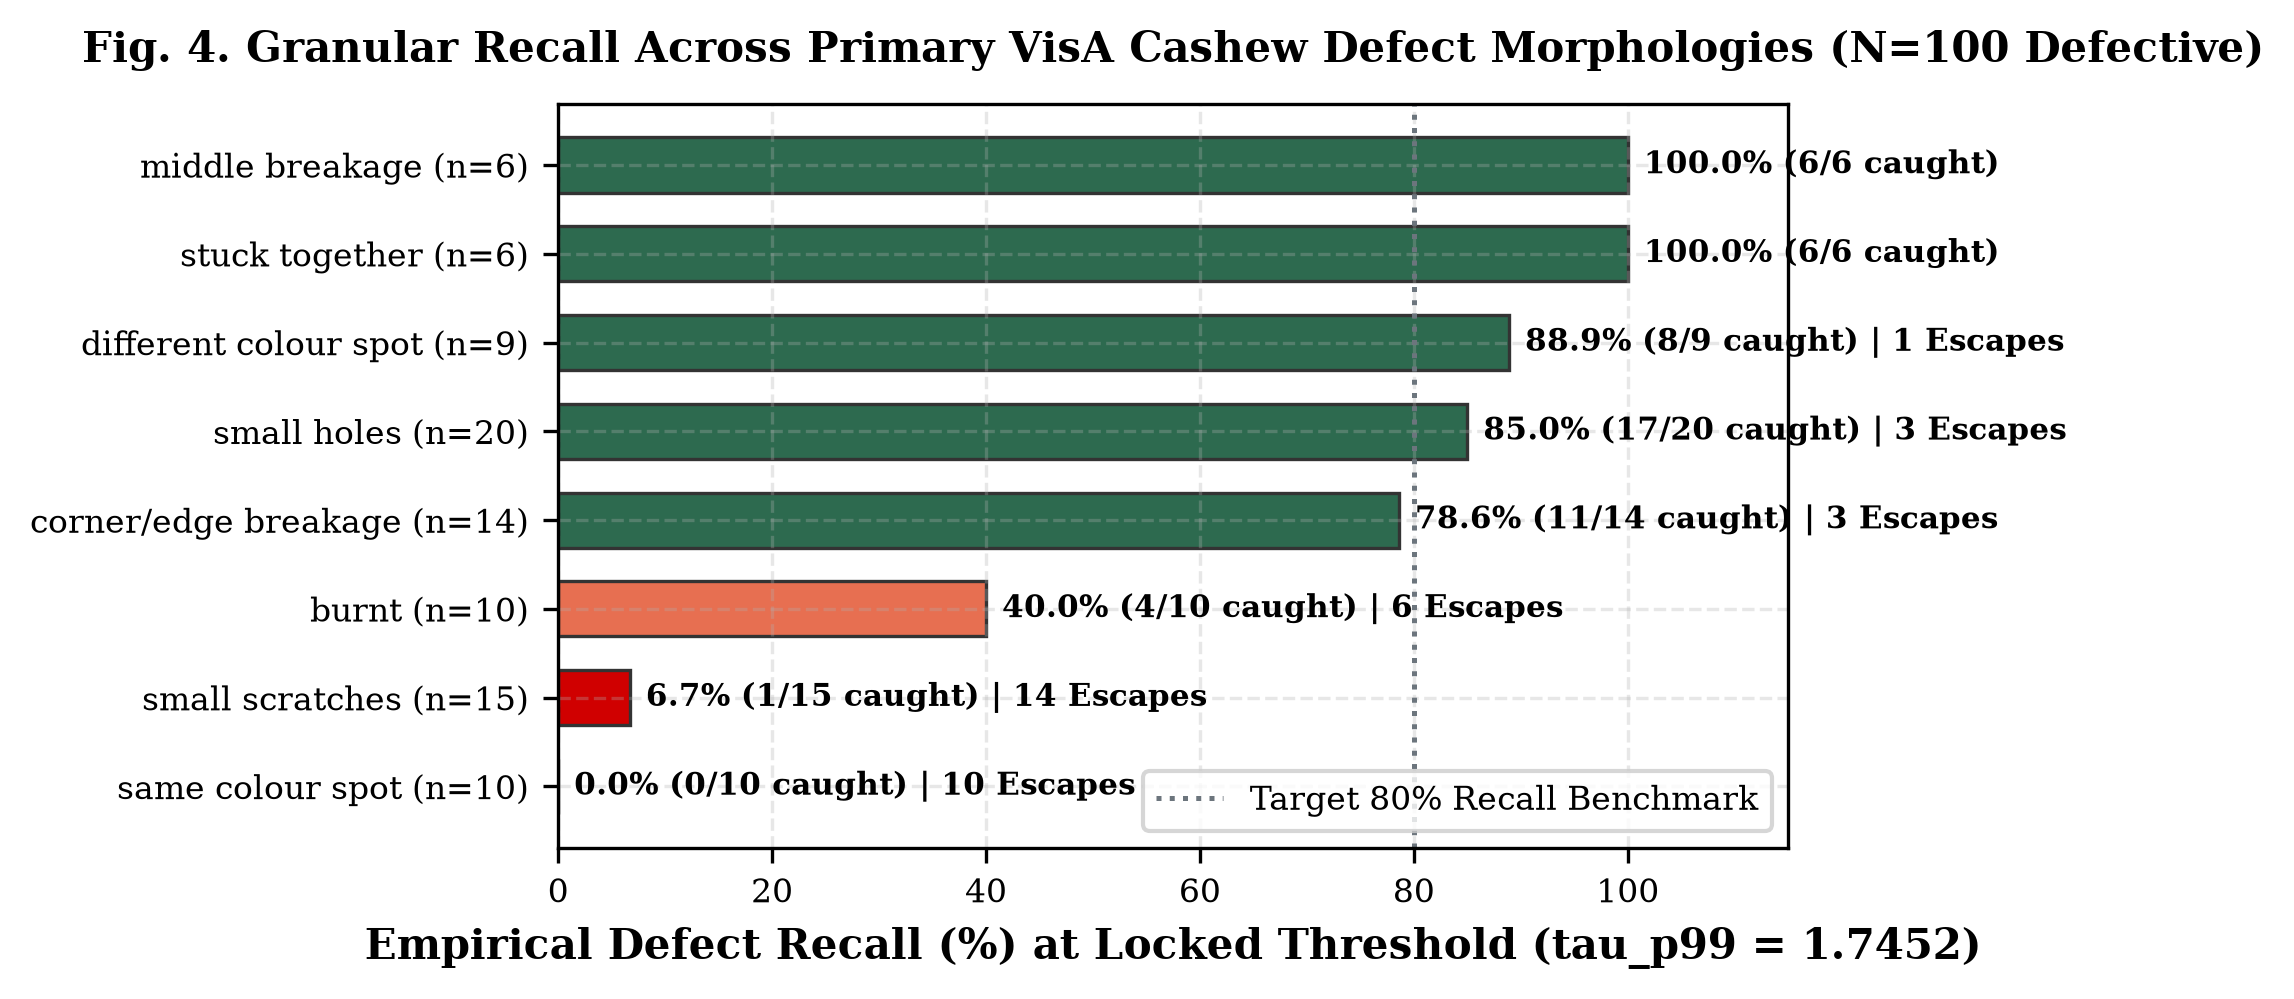 Fig. 4. Granular Recall Across Primary VisA Cashew Defect Morphologies (N=100 Defective)
middle breakage (n=6) 100.0% (6/6 caught)
stuck together (n=6) 100.0% (6/6 caught)
different colour spot (n=9) 88.9% (8/9 caught) | 1 Escapes
small holes (n=20) 85.0% (17/20 caught) | 3 Escapes
corner/edge breakage (n=14) 78.6% (11/14 caught) | 3 Escapes
burnt (n=10) 40.0% (4/10 caught) | 6 Escapes
small scratches (n=15) 6.7% (1/15 caught) | 14 Escapes
same colour spot (n=10) 0.0% (0/10 caught) | 10 Escapes
Target 80% Recall Benchmark
0 20 40 60 80 100
Empirical Defect Recall (%) at Locked Threshold (tau_p99 = 1.7452)